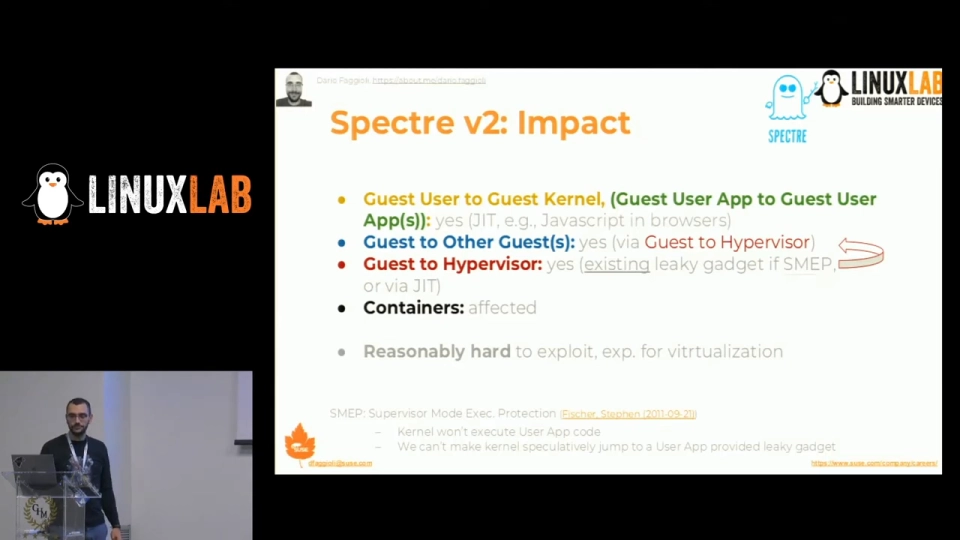 Dario Faggioli, https://about.me/dario.faggioli
LINUXLAB
BUILDING SMARTER DEVICES
Spectre v2: Impact
SPECTRE
LINUXLAB
● Guest User to Guest Kernel, (Guest User App to Guest User
App(s)): yes (JIT, e.g., Javascript in browsers)
● Guest to Other Guest(s): yes (via Guest to Hypervisor)
● Guest to Hypervisor: yes (existing leaky gadget if SMEP,
or via JIT)
● Containers: affected
● Reasonably hard to exploit, exp. for vitrtualization
SMEP: Supervisor Mode Exec. Protection (Fischer, Stephen (2011-09-21))
– Kernel won't execute User App code
– We can't make kernel speculatively jump to a User App provided leaky gadget
dfaggioli@suse.com
https://www.suse.com/company/careers/
GHM